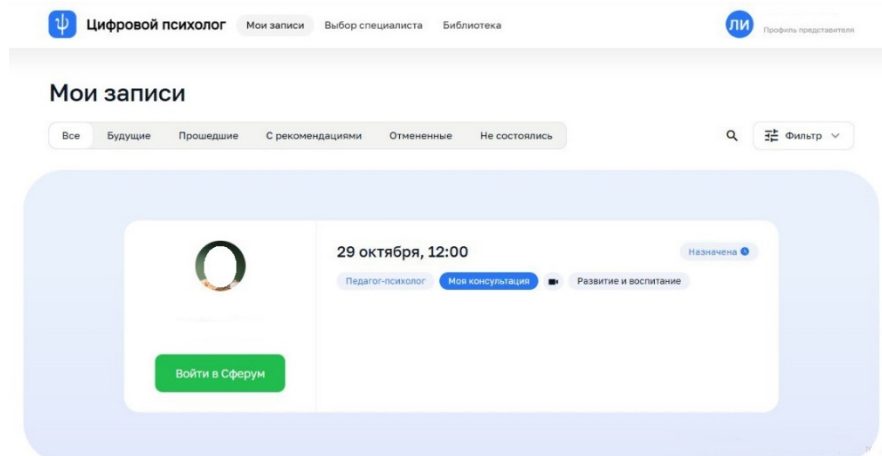 Цифровой психолог Мои записи Выбор специалиста Библиотека ЛИ Профиль представителя
Мои записи
Все Будущие Прошедшие С рекомендациями Отмененные Не состоялись Фильтр
29 октября, 12:00 Назначена
Педагог-психолог Моя консультация Развитие и воспитание
Войти в Сферум